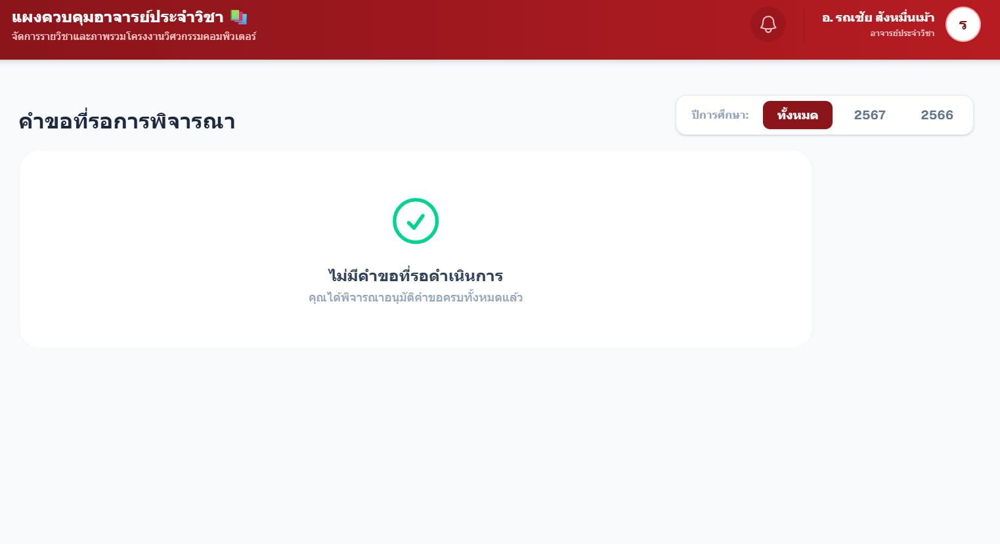 แผงควบคุมอาจารย์ประจำวิชา
จัดการรายวิชาและภาพรวมโครงงานวิศวกรรมคอมพิวเตอร์
อ. รณชัย สังหมื่นเม้า
อาจารย์ประจำวิชา
ร
คำขอที่รอการพิจารณา
ปีการศึกษา: ทั้งหมด 2567 2566
ไม่มีคำขอที่รอดำเนินการ
คุณได้พิจารณาอนุมัติคำขอครบทั้งหมดแล้ว